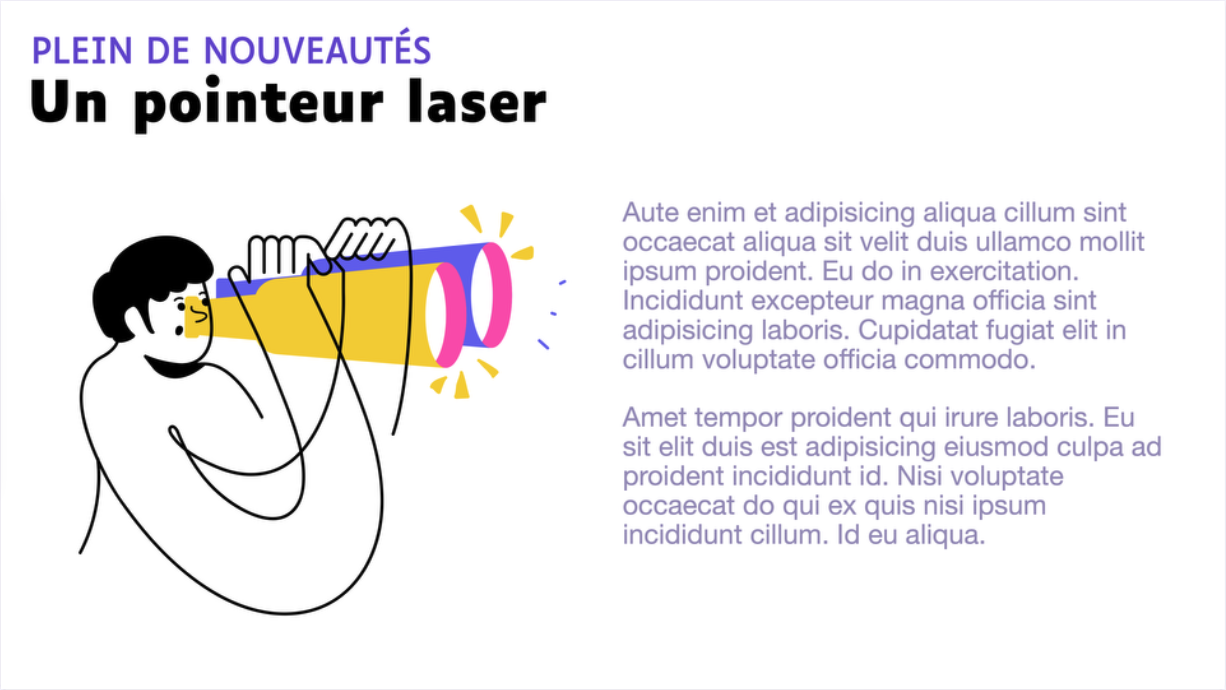 PLEIN DE NOUVEAUTÉS
Un pointeur laser
Aute enim et adipisicing aliqua cillum sint
occaecat aliqua sit velit duis ullamco mollit
ipsum proident. Eu do in exercitation.
Incididunt excepteur magna officia sint
adipisicing laboris. Cupidatat fugiat elit in
cillum voluptate officia commodo.
Amet tempor proident qui irure laboris. Eu
sit elit duis est adipisicing eiusmod culpa ad
proident incididunt id. Nisi voluptate
occaecat do qui ex quis nisi ipsum
incididunt cillum. Id eu aliqua.